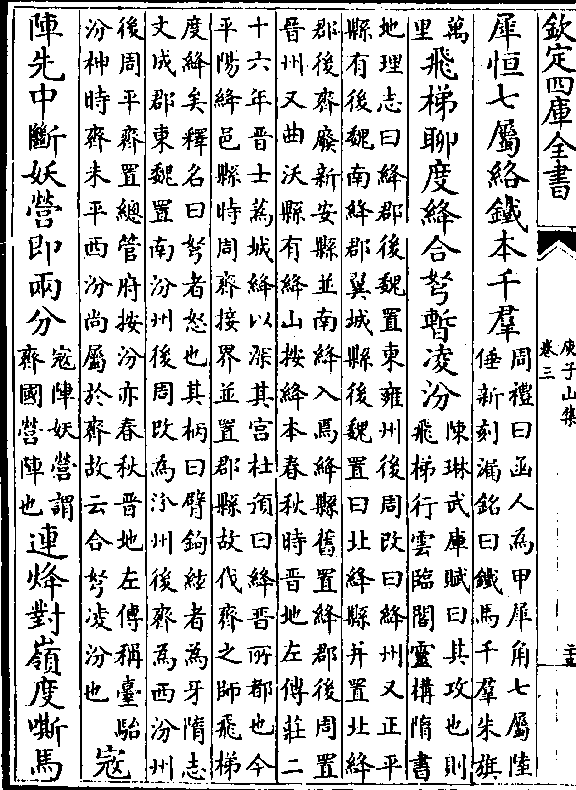 欽定四庫全書
庾子山集
卷三
犀恒七屬絡鐵本千羣
周禮曰函人為甲犀角七屬陸
倕新刻漏銘曰鐵馬千羣朱旗
萬
里
飛梯聊度絳合弩暫凌汾
陳琳武庫賦曰其攻也則
飛梯行雲臨閣靈構隋書
地理志曰絳郡後魏置東雍州後周改曰絳州又正平
縣有後魏南絳郡翼城縣後魏置曰北絳縣并置北絳
郡後齊廢新安縣並南絳入焉絳縣舊置絳郡後周置
晉州又曲沃縣有絳山按絳本春秋時晉地左傳莊二
十六年晉士蒍城絳以深其宮杜預曰絳晉所都也今
平陽絳邑縣時周齊接界並置郡縣故伐齊之師飛梯
度絳矣釋名曰弩者怒也其柄曰臂鉤絃者為牙隋志
文成郡東魏置南汾州後周改為汾州後齊為西汾州
後周平齊置總管府按汾亦春秋晉地左傳稱臺駘
汾神時齊未平西汾尚屬於齊故云合弩凌汾也
寇
陣先中斷妖營即兩分
寇陣妖營謂
齊國營陣也
連烽對嶺度嘶馬